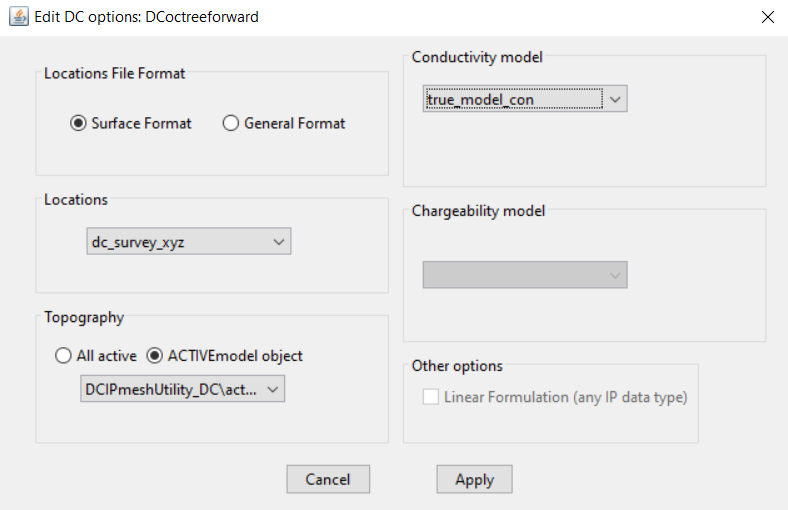 Edit DC options: DCoctreeforward
Locations File Format
Surface Format
General Format
Locations
dc_survey_xyz
Topography
All active
ACTIVEmodel object
DCIPmeshUtility_DC\act...
Conductivity model
true_model_con
Chargeability model
Other options
Linear Formulation (any IP data type)
Cancel
Apply